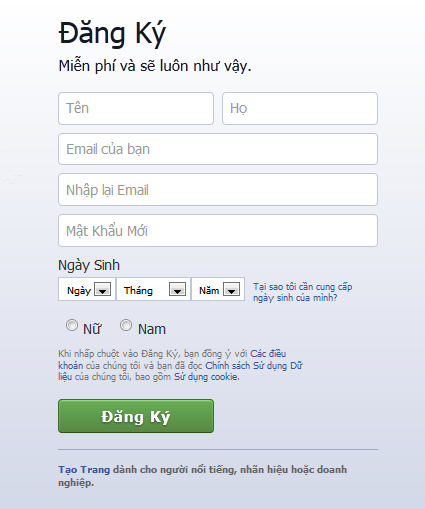 Đăng Ký
Miễn phí và sẽ luôn như vậy.
Tên Họ
Email của bạn
Nhập lại Email
Mật Khẩu Mới
Ngày Sinh
Ngày Tháng Năm Tại sao tôi cần cung cấp
ngày sinh của mình?
Nữ Nam
Khi nhấp chuột vào Đăng Ký, bạn đồng ý với Các điều
khoản của chúng tôi và bạn đã đọc Chính sách Sử dụng Dữ
liệu của chúng tôi, bao gồm Sử dụng cookie.
Đăng Ký
Tạo Trang dành cho người nổi tiếng, nhãn hiệu hoặc doanh
nghiệp.